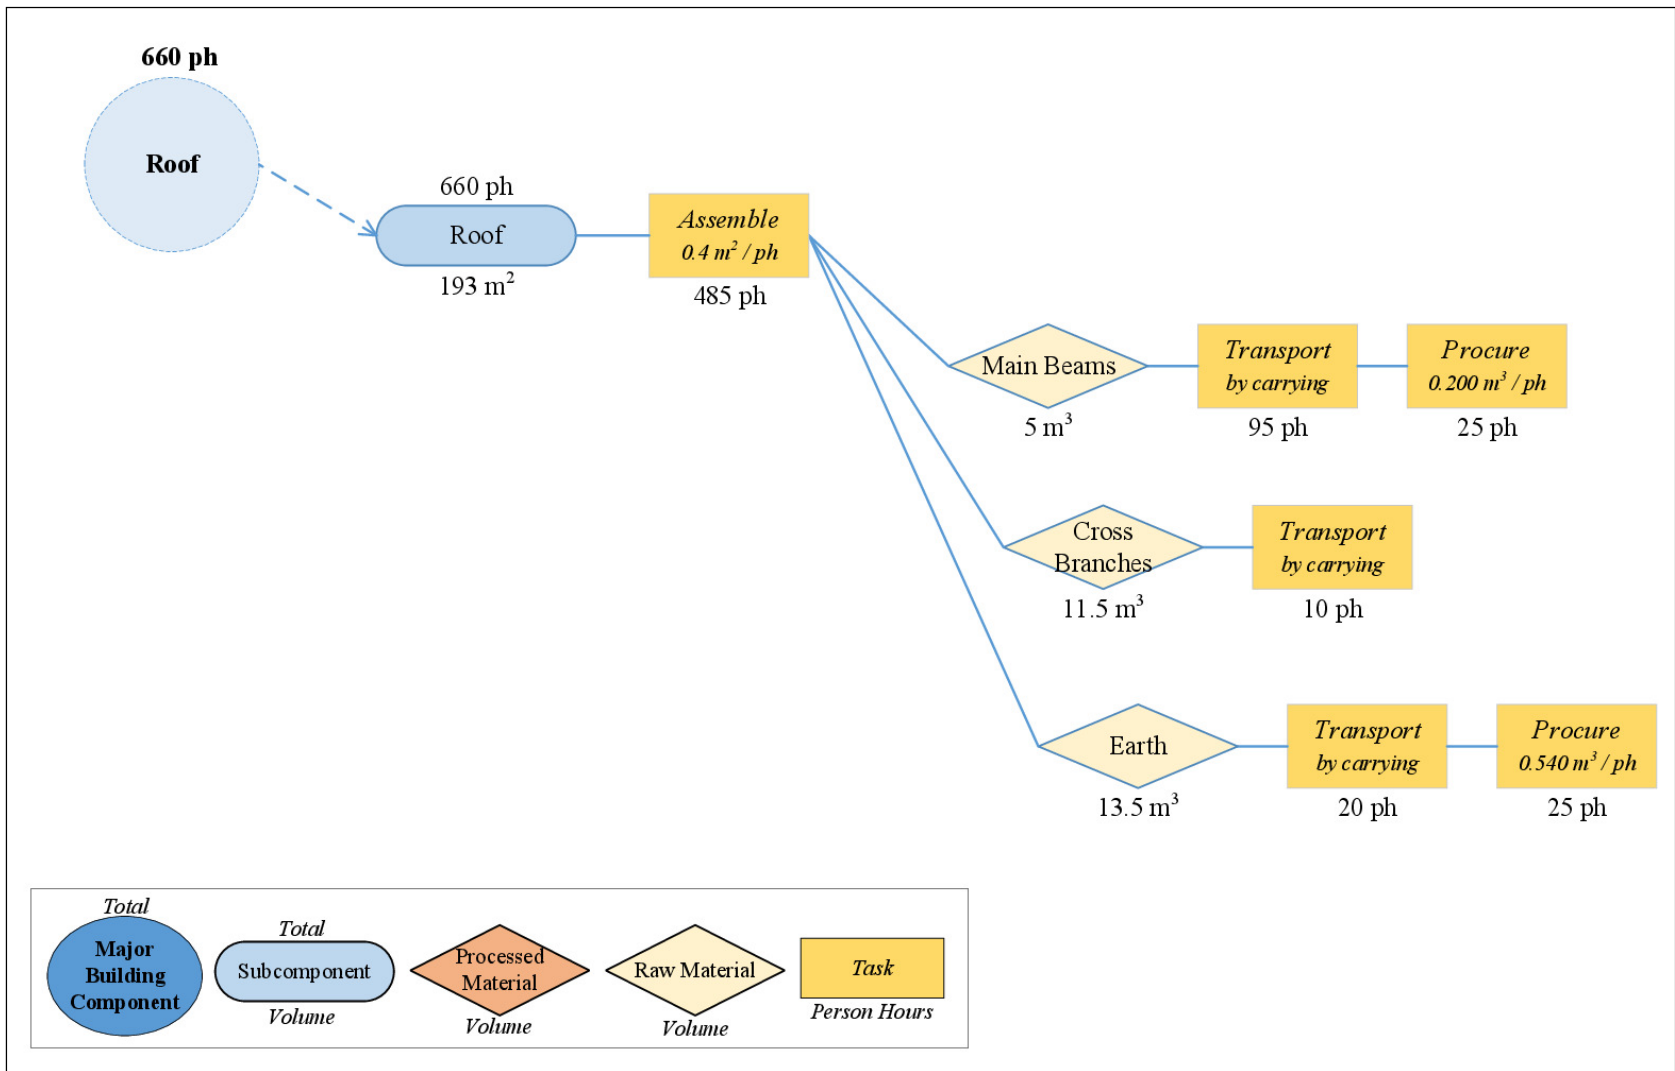 660 ph
Roof
660 ph
Roof
193 m²
Assemble
0.4 m² / ph
485 ph
Main Beams
5 m³
Transport
by carrying
95 ph
Procure
0.200 m³ / ph
25 ph
Cross
Branches
11.5 m³
Transport
by carrying
10 ph
Earth
13.5 m³
Transport
by carrying
20 ph
Procure
0.540 m³ / ph
25 ph
Total
Major
Building
Component
Total
Subcomponent
Volume
Processed
Material
Volume
Raw Material
Volume
Task
Person Hours